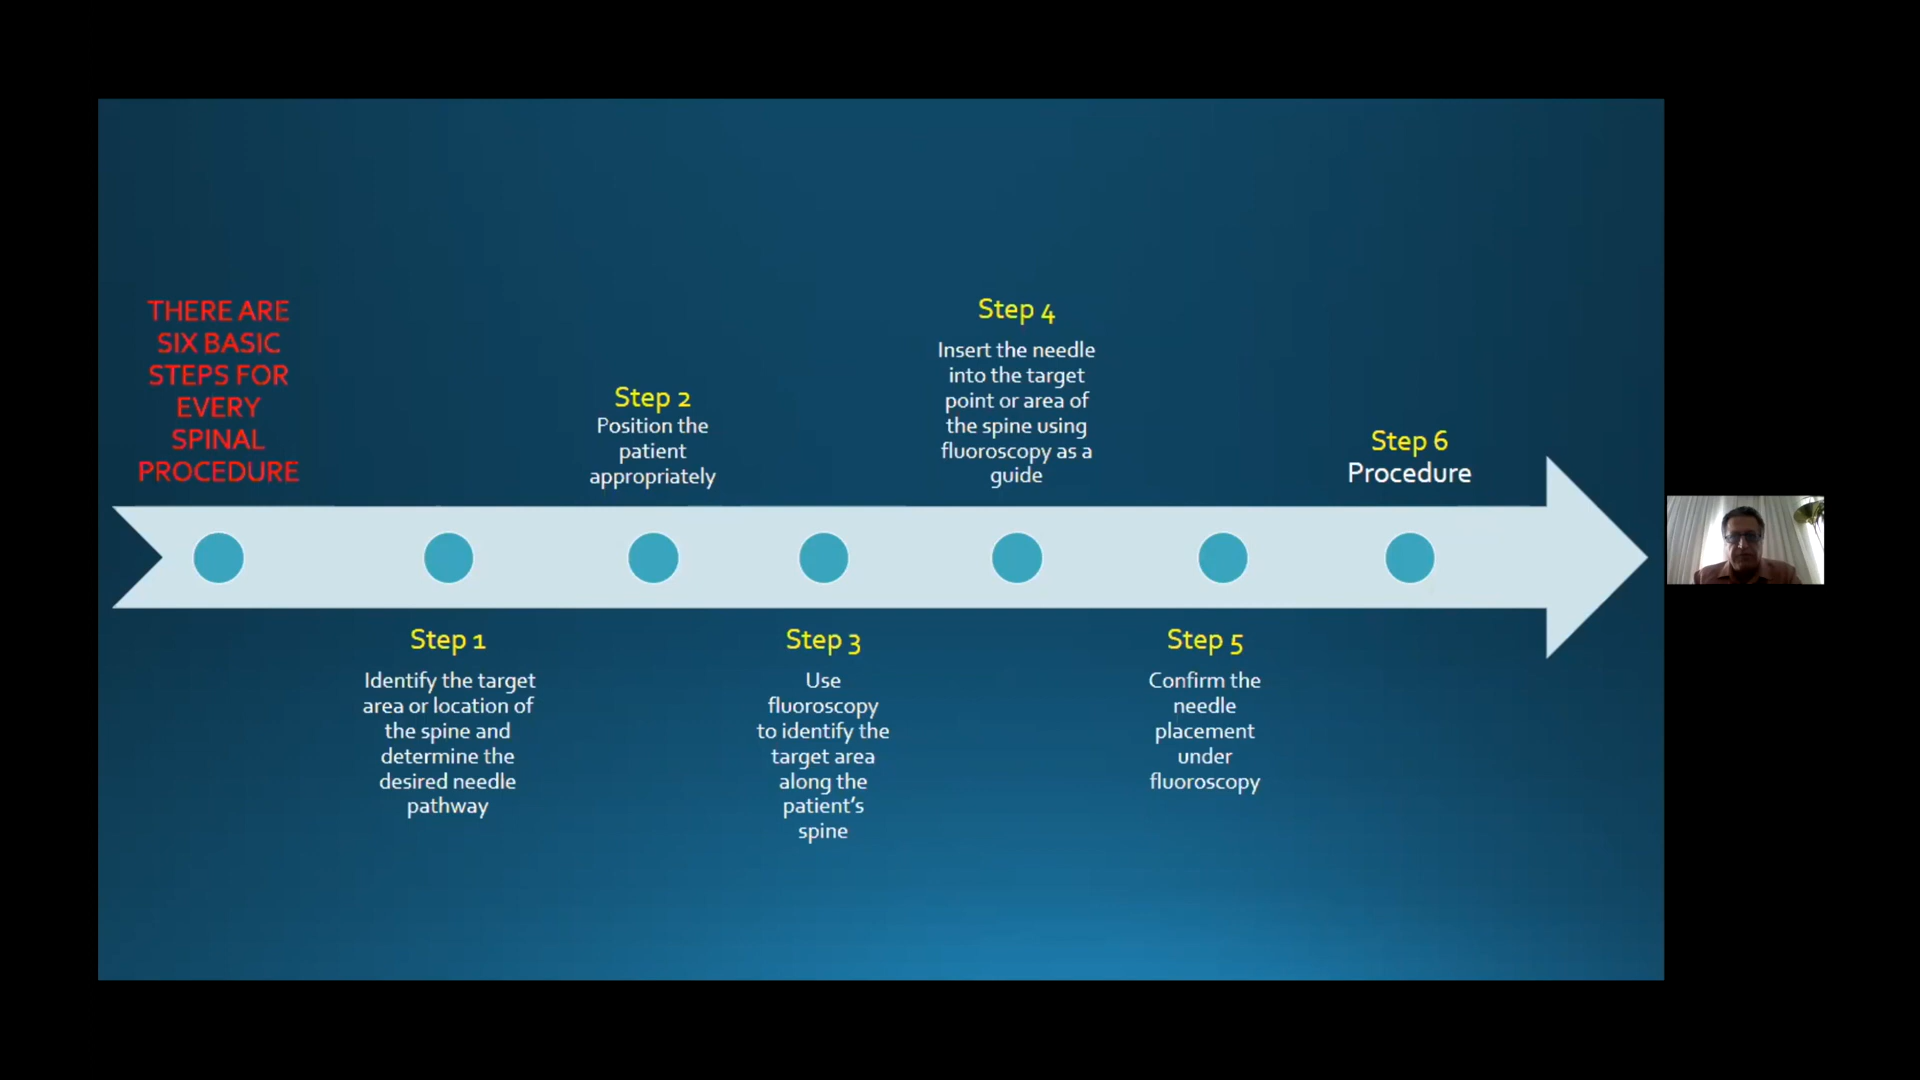 THERE ARE
SIX BASIC
STEPS FOR
EVERY
SPINAL
PROCEDURE
Step 1
Identify the target
area or location of
the spine and
determine the
desired needle
pathway
Step 2
Position the
patient
appropriately
Step 3
Use
fluoroscopy
to identify the
target area
along the
patient’s
spine
Step 4
Insert the needle
into the target
point or area of
the spine using
fluoroscopy as a
guide
Step 5
Confirm the
needle
placement
under
fluoroscopy
Step 6
Procedure